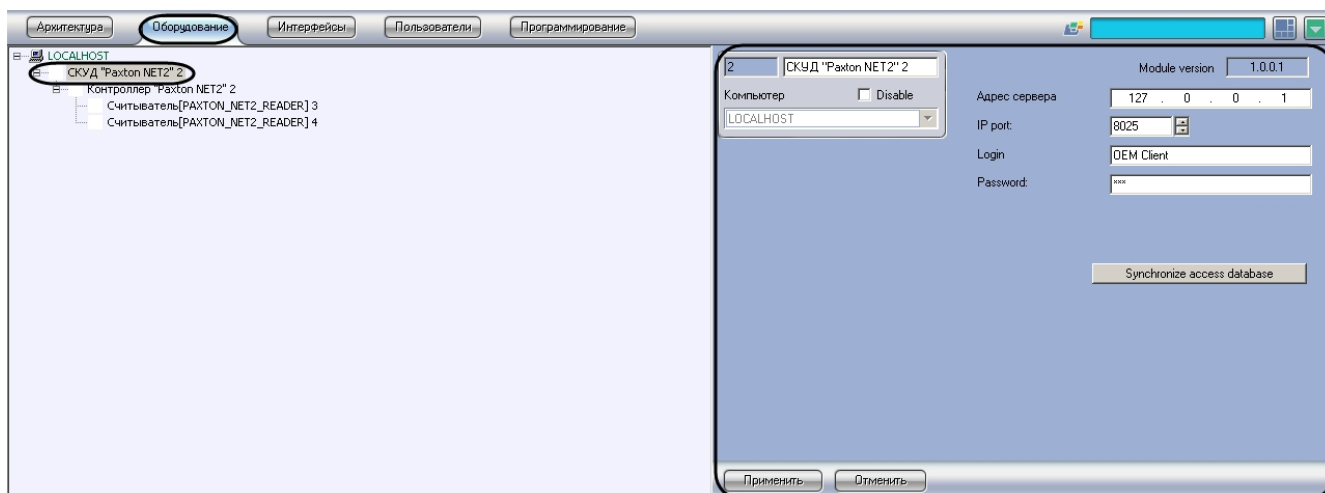 Архитектура Оборудование Интерфейсы Пользователи Программирование
LOCALHOST
СКУД "Paxton NET2" 2
Контроллер "Paxton NET2" 2
Считыватель[PAXTON_NET2_READER] 3
Считыватель[PAXTON_NET2_READER] 4
2 СКУД "Paxton NET2" 2
Компьютер Disable
LOCALHOST
Module version 1.0.0.1
Адрес сервера 127 . 0 . 0 . 1
IP port: 8025
Login OEM Client
Password: ***
Synchronize access database
Применить Отменить